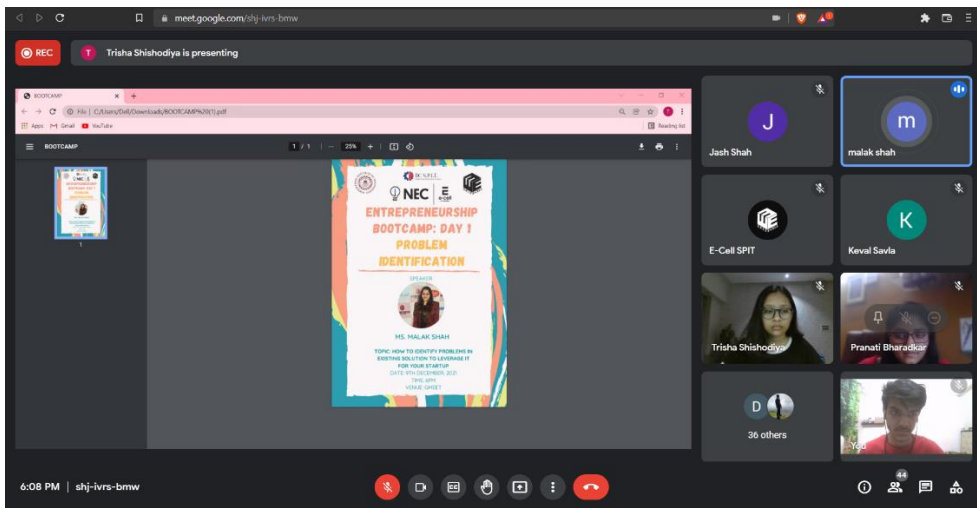 meet.google.com/shj-ivrs-bmw
REC
T
Trisha Shishodiya is presenting
BOOTCAMP
File | C:/Users/Dell/Downloads/BOOTCAMP%20(1).pdf
Apps
Gmail
YouTube
Reading list
BOOTCAMP
1 / 1
25%
1
NEC
E-Cell
ENTREPRENEURSHIP
BOOTCAMP: DAY 1
PROBLEM
IDENTIFICATION
SPEAKER
MS. MALAK SHAH
TOPIC: HOW TO IDENTIFY PROBLEMS IN
EXISTING SOLUTION TO LEVERAGE IT
FOR YOUR STARTUP
DATE: 9TH DECEMBER, 2021
TIME: 6PM
VENUE: GMEET
J
Jash Shah
m
malak shah
E-Cell SPIT
K
Keval Savla
Trisha Shishodiya
Pranati Bharadkar
D
36 others
You
6:08 PM | shj-ivrs-bmw
44